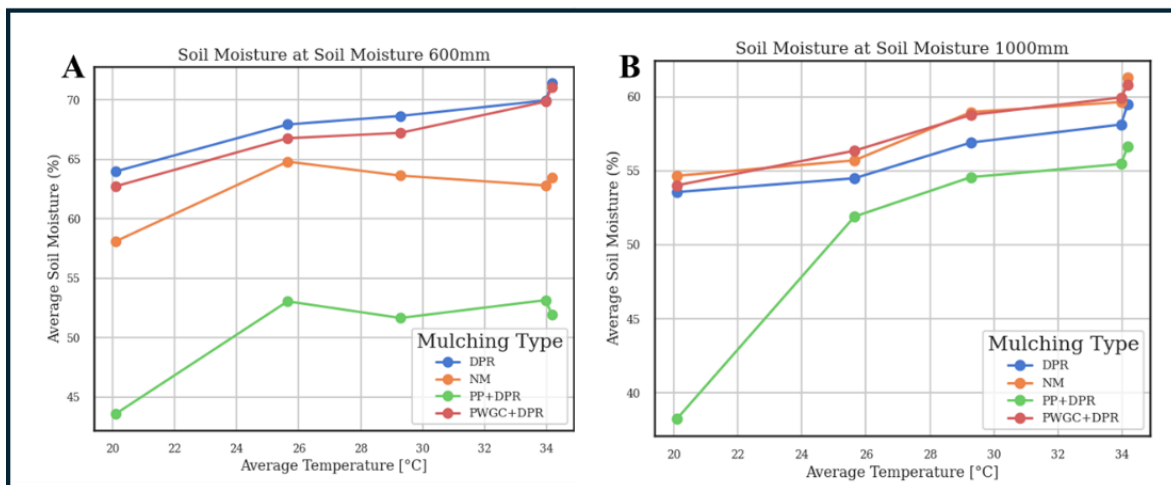 A
Soil Moisture at Soil Moisture 600mm
Average Soil Moisture (%)
70
65
60
55
50
45
20 22 24 26 28 30 32 34
Average Temperature [°C]
Mulching Type
DPR
NM
PP+DPR
PWGC+DPR
B
Soil Moisture at Soil Moisture 1000mm
Average Soil Moisture (%)
60
55
50
45
40
20 22 24 26 28 30 32 34
Average Temperature [°C]
Mulching Type
DPR
NM
PP+DPR
PWGC+DPR